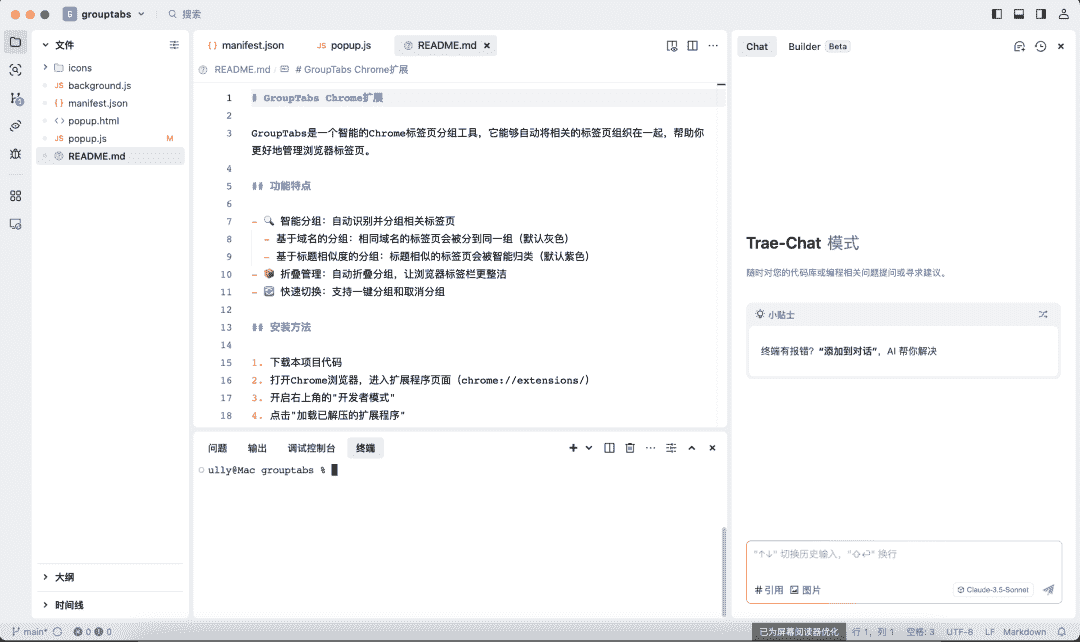 G grouptabs
搜索
文件
icons
JS background.js
{ } manifest.json
<> popup.html
JS popup.js M
README.md
大纲
时间线
{ } manifest.json JS popup.js README.md ×
README.md # GroupTabs Chrome扩展
1 # GroupTabs Chrome扩展
2
3 GroupTabs是一个智能的Chrome标签页分组工具，它能够自动将相关的标签页组织在一起，帮助你
更好地管理浏览器标签页。
4
5 ## 功能特点
6
7 - 🔍 智能分组：自动识别并分组相关标签页
8 - 基于域名的分组：相同域名的标签页会被分到同一组（默认灰色）
9 - 基于标题相似度的分组：标题相似的标签页会被智能归类（默认紫色）
10 - 📦 折叠管理：自动折叠分组，让浏览器标签栏更整洁
11 - 🔄 快速切换：支持一键分组和取消分组
12
13 ## 安装方法
14
15 1. 下载本项目代码
16 2. 打开Chrome浏览器，进入扩展程序页面（chrome://extensions/）
17 3. 开启右上角的"开发者模式"
18 4. 点击"加载已解压的扩展程序"
问题 输出 调试控制台 终端
ully@Mac grouptabs %
Chat Builder Beta
Trae-Chat 模式
随时对您的代码库或编程相关问题提问或寻求建议。
小贴士
终端有报错？“添加到对话”，AI 帮你解决
"↑↓" 切换历史输入，"⇧⏎" 换行
# 引用 图片 Claude-3.5-Sonnet
main* 0 0 已为屏幕阅读器优化 行 1，列 1 空格: 3 UTF-8 LF Markdown